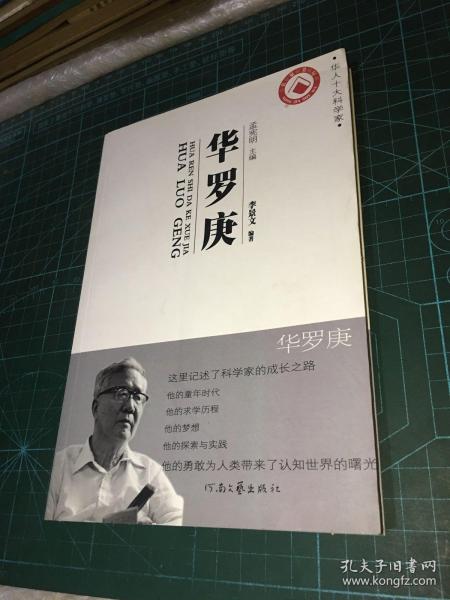 ·华人十大科学家·
孟宪明 主编
华罗庚
李景文 编著
HUA REN SHI DA KE XUE JIA
HUA LUO GENG
华罗庚
这里记述了科学家的成长之路
他的童年时代
他的求学历程
他的梦想
他的探索与实践
他的勇敢为人类带来了认知世界的曙光
河南文艺出版社
孔夫子旧书网
www.kongfz.com